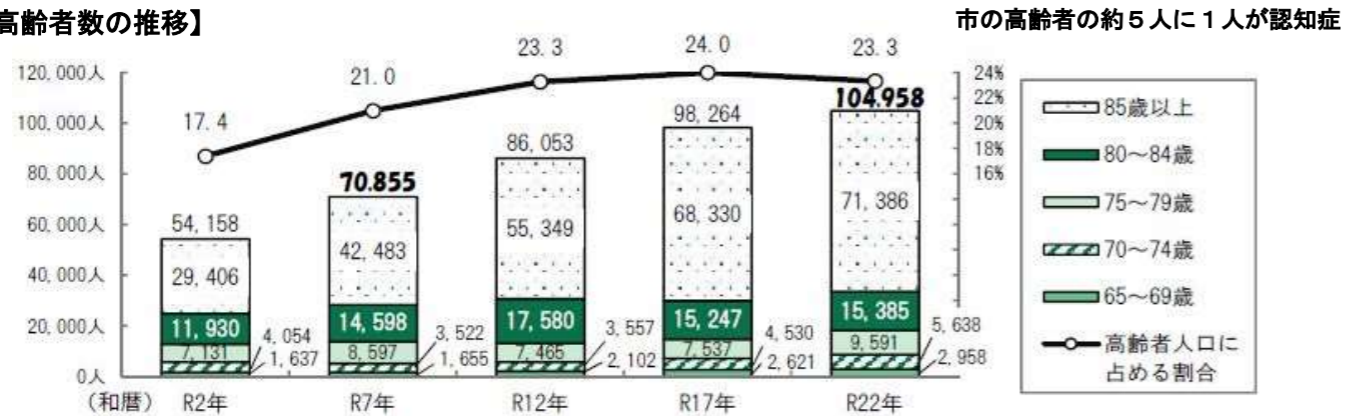 高齢者数の推移】
市の高齢者の約5人に1人が認知症
17.4
21.0
23.3
24.0
23.3
120,000人
100,000人
80,000人
60,000人
40,000人
20,000人
0人
24%
22%
20%
18%
16%
54,158
29,406
11,930
7,131
4,054
1,637
70.855
42,483
14,598
8,597
3,522
1,655
86,053
55,349
17,580
7,465
3,557
2,102
98,264
68,330
15,247
7,537
4,530
2,621
104.958
71,386
15,385
9,591
5,638
2,958
(和暦) R2年 R7年 R12年 R17年 R22年
85歳以上
80～84歳
75～79歳
70～74歳
65～69歳
高齢者人口に
占める割合